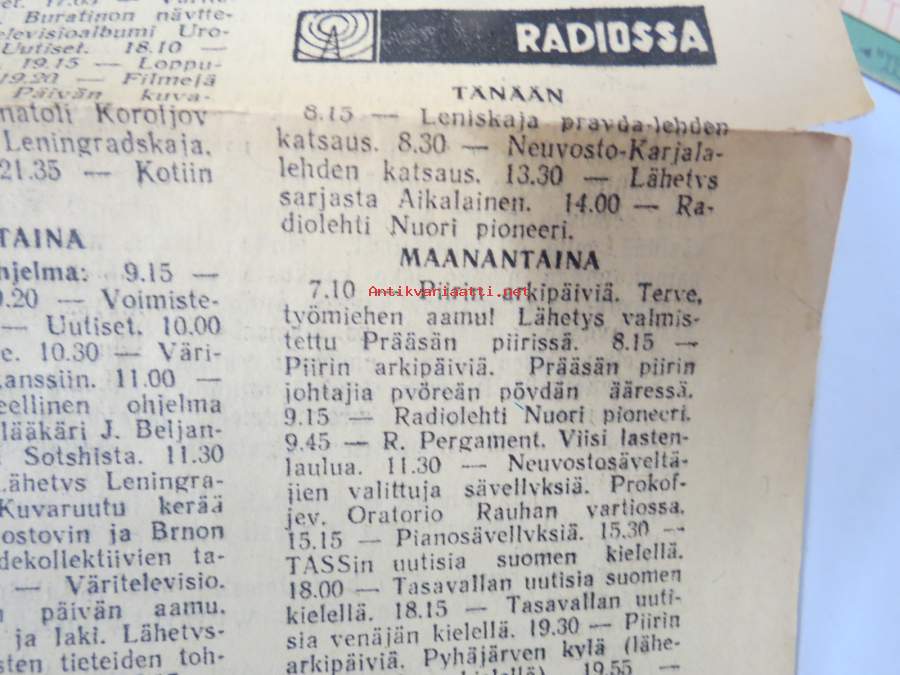 Buratinon näytte-
levisioalbumi Uro-
Uutiset. 18.10 —
19.15 — Loppu-
19.20 — Filmejä
Päivän kuva-
natoli Koroljov
Leningradskaja.
21.35 — Kotiin
TAINA
hjelma: 9.15 —
9.20 — Voimiste-
— Uutiset. 10.00
e. 10.30 — Väri-
anssiin. 11.00 —
eellinen ohjelma
lääkäri J. Beljan-
Sotshista. 11.30
Lähetys Leningra-
Kuvaruutu kerää
ostovin ja Brnon
dekollektiivien ta-
— Väritelevisio.
n päivän aamu.
ja laki. Lähetys-
sten tieteiden toh-
RADIOSSA
TÄNÄÄN
8.15 — Leniskaja pravda-lehden
katsaus. 8.30 — Neuvosto-Karjala-
lehden katsaus. 13.30 — Lähetys
sarjasta Aikalainen. 14.00 — Ra-
diolehti Nuori pioneeri.
MAANANTAINA
7.10 — Piirin arkipäiviä. Terve,
Antikvariaatti.net
työmiehen aamu! Lähetys valmis-
tettu Prääsän piirissä. 8.15 —
Piirin arkipäiviä. Prääsän piirin
johtajia pyöreän pöydän ääressä.
9.15 — Radiolehti Nuori pioneeri.
9.45 — R. Pergament. Viisi lasten-
laulua. 11.30 — Neuvostosäveltä-
jien valittuja sävellyksiä. Prokof-
jev. Oratorio Rauhan vartiossa.
15.15 — Pianosävellyksiä. 15.30 —
TASSin uutisia suomen kielellä.
18.00 — Tasavallan uutisia suomen
kielellä. 18.15 — Tasavallan uuti-
sia venäjän kielellä. 19.30 — Piirin
arkipäiviä. Pyhäjärven kylä (lähe-
19.55 —